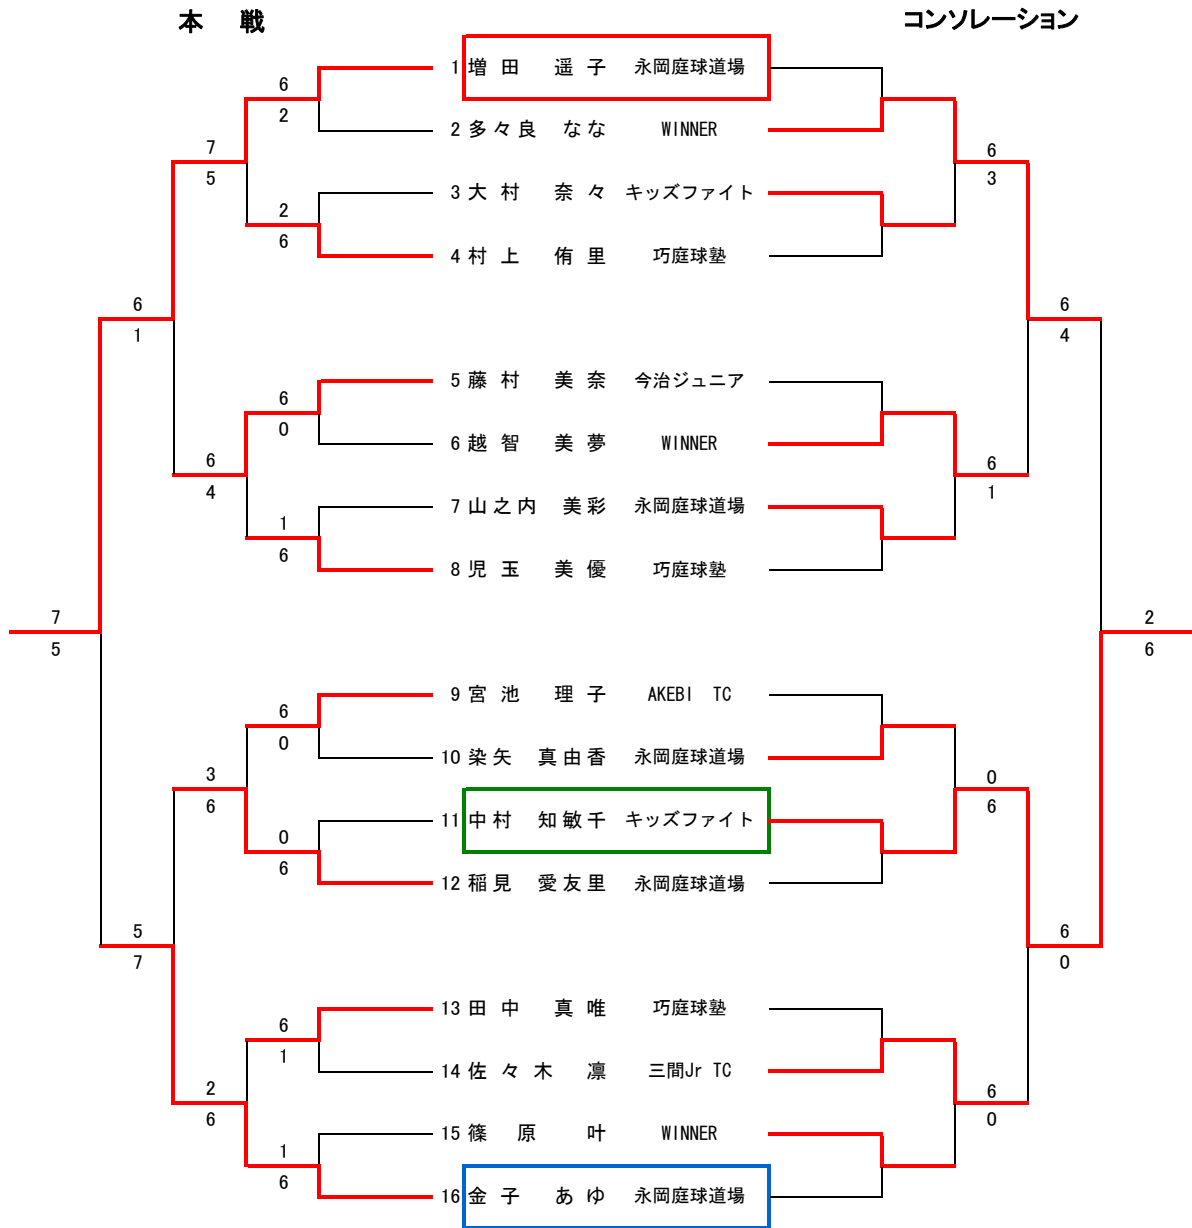 本 戦 コンソレーション
1 増田 遥子 永岡庭球道場
6
2
2 多々良 なな WINNER
7
5
6
3
3 大村 奈々 キッズファイト
2
6
4 村上 侑里 巧庭球塾
6
1
6
4
5 藤村 美奈 今治ジュニア
6
0
6 越智 美夢 WINNER
6
4
6
1
7 山之内 美彩 永岡庭球道場
1
6
8 児玉 美優 巧庭球塾
7
5
2
6
9 宮池 理子 AKEBI TC
6
0
10 染矢 真由香 永岡庭球道場
3
6
0
6
11 中村 知敏千 キッズファイト
0
6
12 稲見 愛友里 永岡庭球道場
5
7
6
0
13 田中 真唯 巧庭球塾
6
1
14 佐々木 凛 三間Jr TC
2
6
6
0
15 篠原 叶 WINNER
1
6
16 金子 あゆ 永岡庭球道場